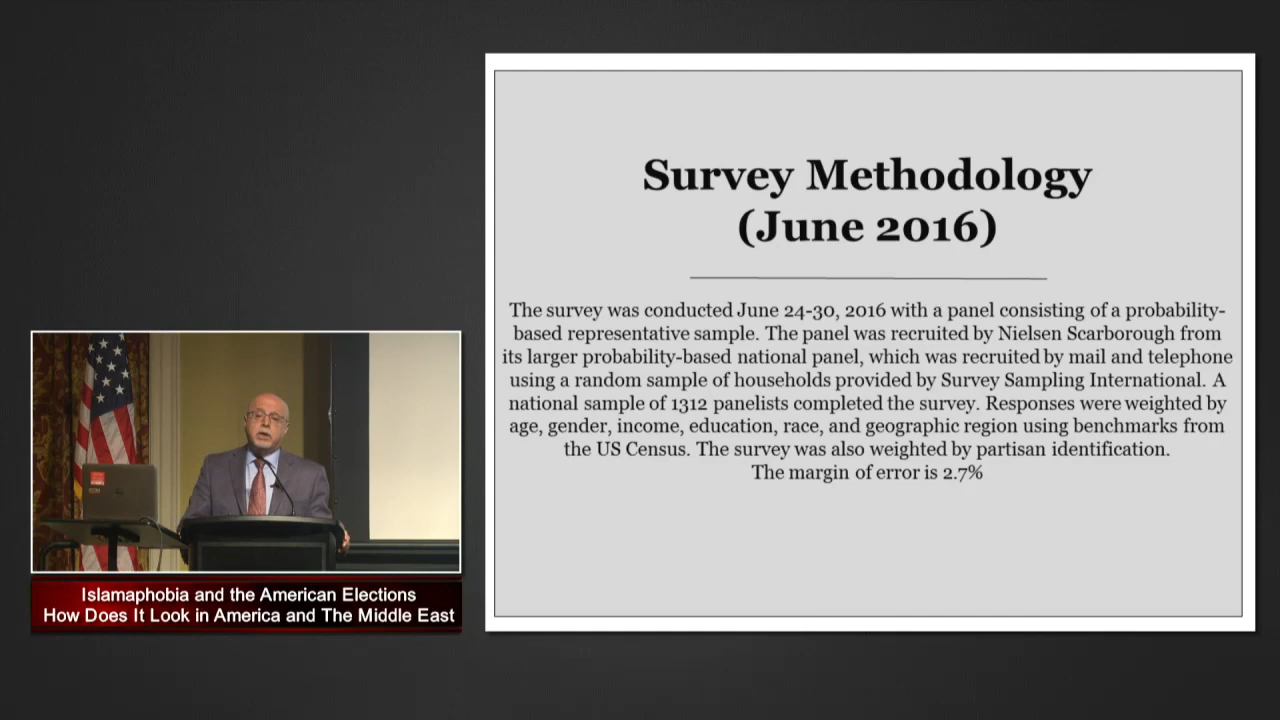 Survey Methodology
(June 2016)
The survey was conducted June 24-30, 2016 with a panel consisting of a probability-
based representative sample. The panel was recruited by Nielsen Scarborough from
its larger probability-based national panel, which was recruited by mail and telephone
using a random sample of households provided by Survey Sampling International. A
national sample of 1312 panelists completed the survey. Responses were weighted by
age, gender, income, education, race, and geographic region using benchmarks from
the US Census. The survey was also weighted by partisan identification.
The margin of error is 2.7%
Islamaphobia and the American Elections
How Does It Look in America and The Middle East